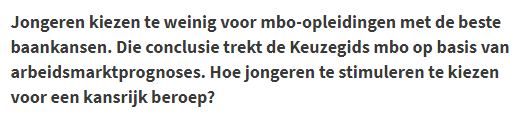 Jongeren kiezen te weinig voor mbo-opleidingen met de beste
baankansen. Die conclusie trekt de Keuzegids mbo op basis van
arbeidsmarktprognoses. Hoe jongeren te stimuleren te kiezen
voor een kansrijk beroep?